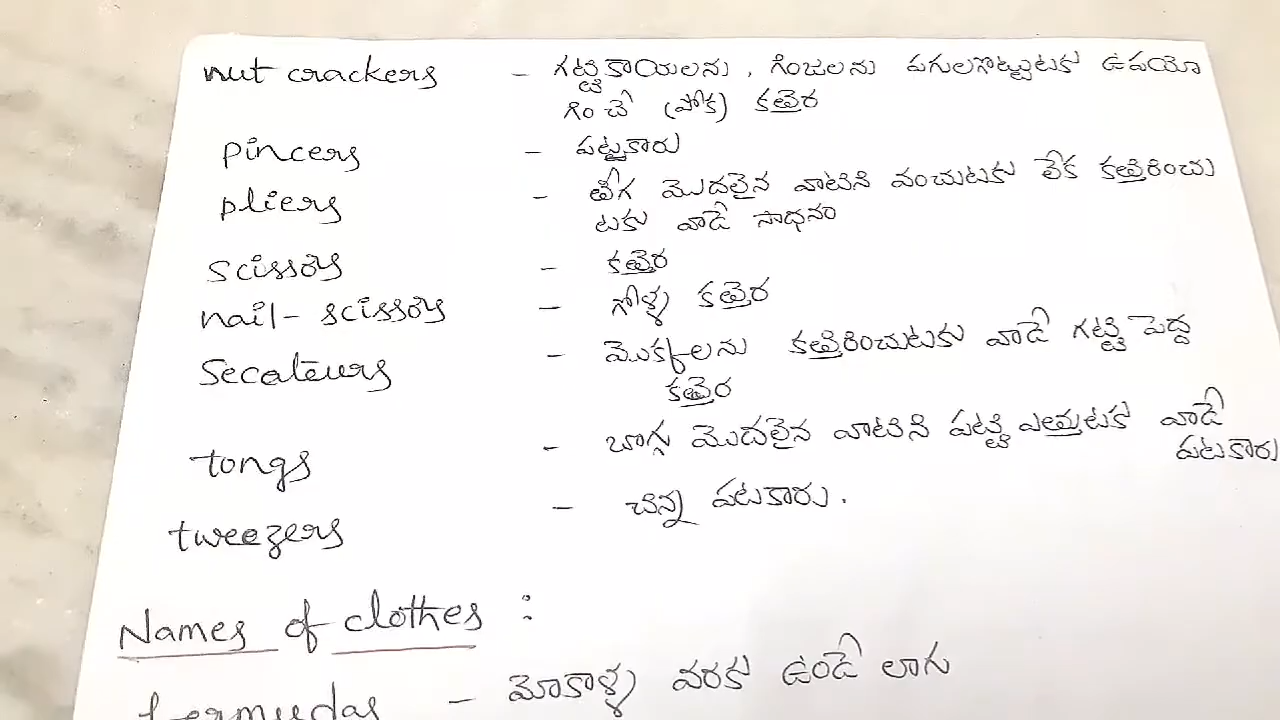 nut crackers - గట్టికాయలను, గింజలను పగులగొట్టుటకు ఉపయో
గించే (పోక) కత్తెర
pincers - పట్టుకారు
pliers - తీగ మొదలైన వాటిని వంచుటకు లేక కత్తిరించు
టకు వాడే సాధనం
scissors - కత్తెర
nail-scissors - గోళ్ళ కత్తెర
Secateurs - మొక్కలను కత్తిరించుటకు వాడే గట్టి పెద్ద
కత్తెర
tongs - బొగ్గు మొదలైన వాటిని పట్టి ఎత్తుటకు వాడే
పటకారు
tweezers - చిన్న పటకారు.
Names of clothes :
bermudas - మోకాళ్ళ వరకు ఉండే లాగు